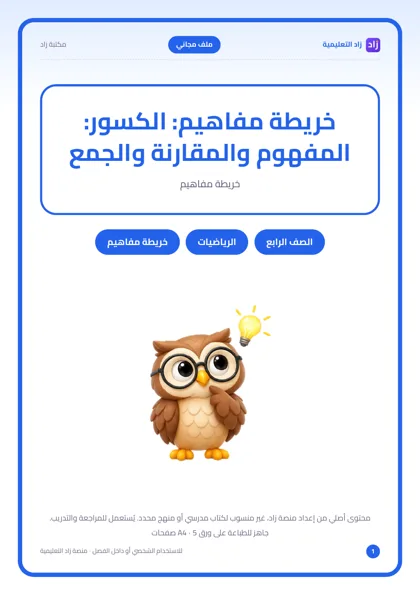 زاد
زاد التعليمية
ملف مجاني
مكتبة زاد
خريطة مفاهيم: الكسور:
المفهوم والمقارنة والجمع
خريطة مفاهيم
الصف الرابع
الرياضيات
خريطة مفاهيم
محتوى أصلي من إعداد منصة زاد، غير منسوب لكتاب مدرسي أو منهج محدد. يُستعمل للمراجعة والتدريب.
جاهز للطباعة على ورق A4 · 5 صفحات
1
للاستخدام الشخصي أو داخل الفصل · منصة زاد التعليمية